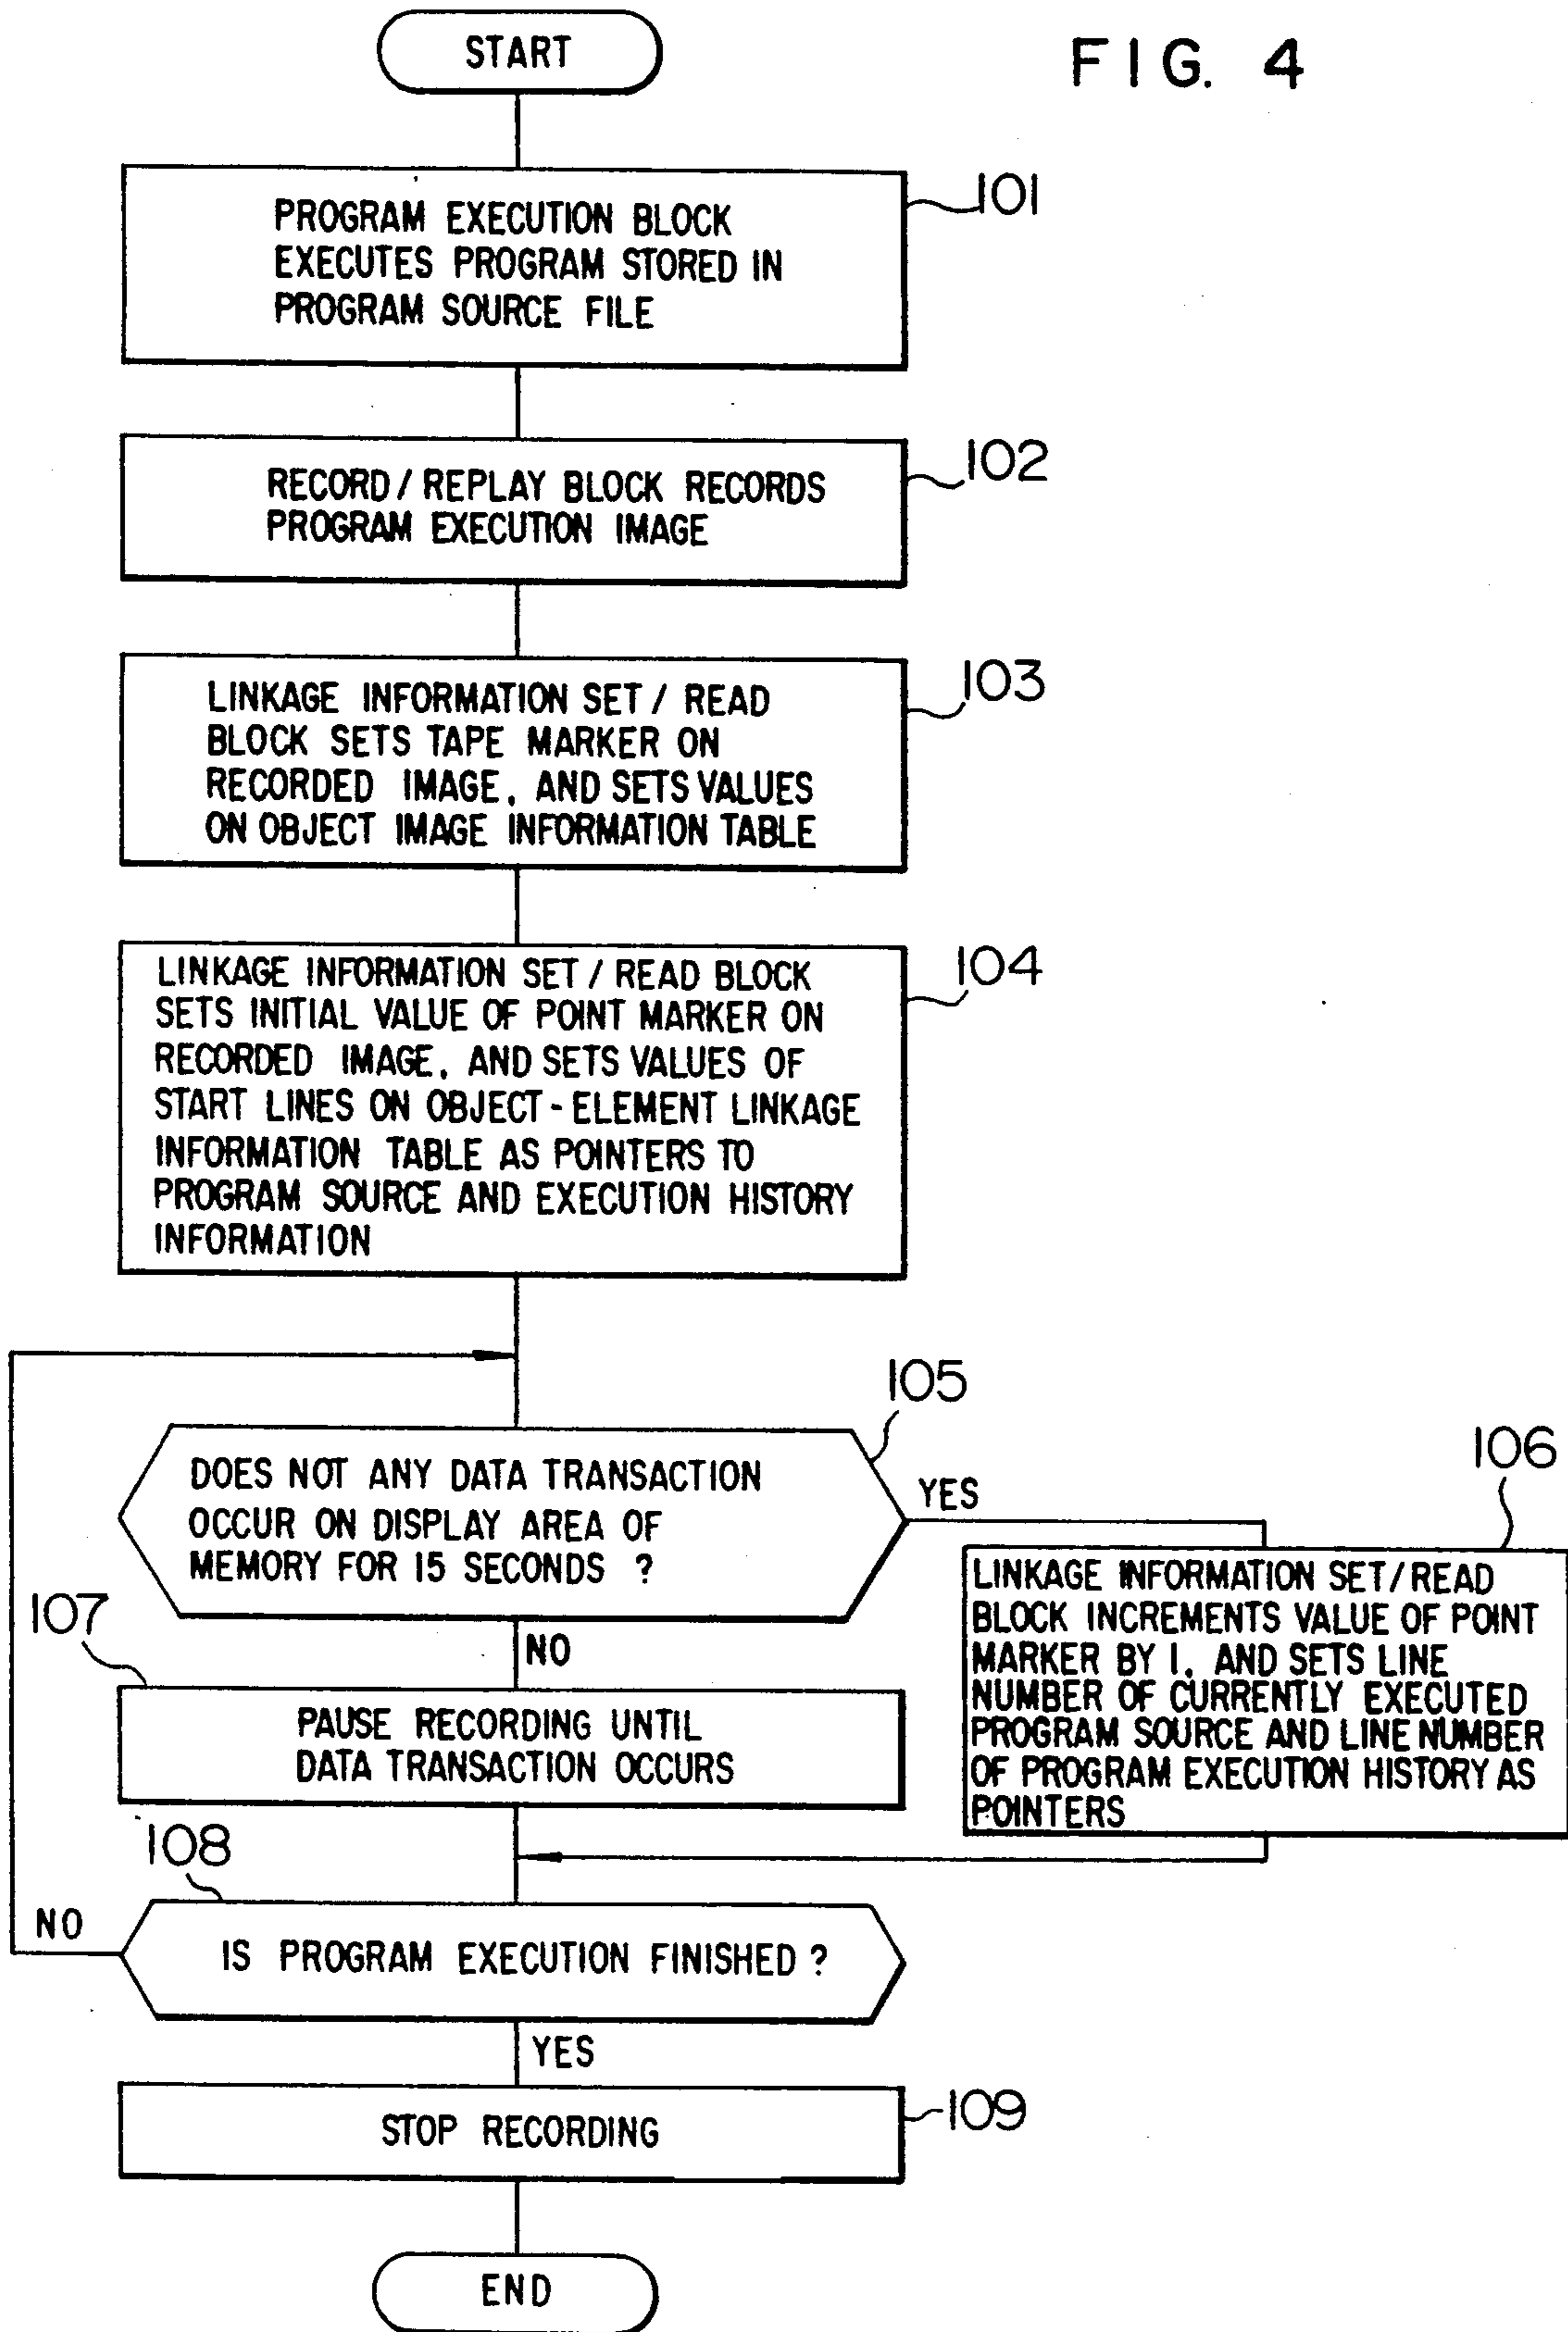 START
FIG. 4
PROGRAM EXECUTION BLOCK
EXECUTES PROGRAM STORED IN
PROGRAM SOURCE FILE
101
RECORD / REPLAY BLOCK RECORDS
PROGRAM EXECUTION IMAGE
102
LINKAGE INFORMATION SET / READ
BLOCK SETS TAPE MARKER ON
RECORDED IMAGE, AND SETS VALUES
ON OBJECT IMAGE INFORMATION TABLE
103
LINKAGE INFORMATION SET / READ BLOCK
SETS INITIAL VALUE OF POINT MARKER ON
RECORDED IMAGE, AND SETS VALUES OF
START LINES ON OBJECT - ELEMENT LINKAGE
INFORMATION TABLE AS POINTERS TO
PROGRAM SOURCE AND EXECUTION HISTORY
INFORMATION
104
105
DOES NOT ANY DATA TRANSACTION
OCCUR ON DISPLAY AREA OF
MEMORY FOR 15 SECONDS ?
YES
106
LINKAGE INFORMATION SET/READ
BLOCK INCREMENTS VALUE OF POINT
MARKER BY 1, AND SETS LINE
NUMBER OF CURRENTLY EXECUTED
PROGRAM SOURCE AND LINE NUMBER
OF PROGRAM EXECUTION HISTORY AS
POINTERS
NO
107
PAUSE RECORDING UNTIL
DATA TRANSACTION OCCURS
108
NO
IS PROGRAM EXECUTION FINISHED ?
YES
STOP RECORDING
109
END